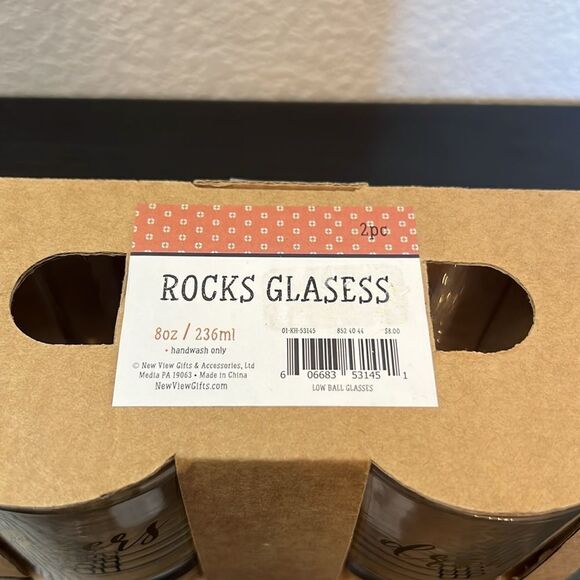 2pc
ROCKS GLASESS
8oz / 236ml
• handwash only
© New View Gifts & Accessories, Ltd
Media PA 19063 • Made in China
NewViewGifts.com
01-KH-53145 852 40 44 $8.00
6 06683 53145 1
LOW BALL GLASSES